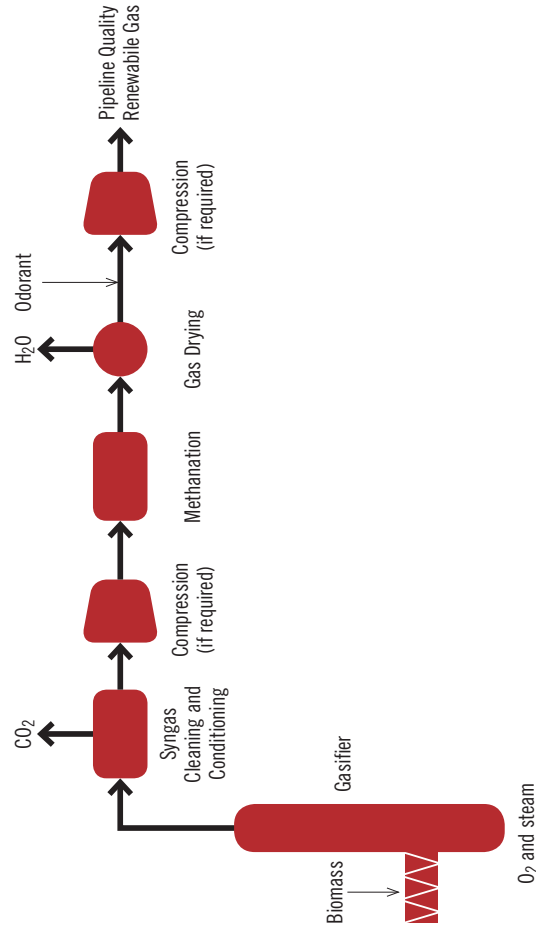 Biomass
O₂ and steam
Gasifier
CO₂
Syngas
Cleaning and
Conditioning
Compression
(if required)
Methanation
H₂O
Gas Drying
Odorant
Compression
(if required)
Pipeline Quality
Renewabile Gas